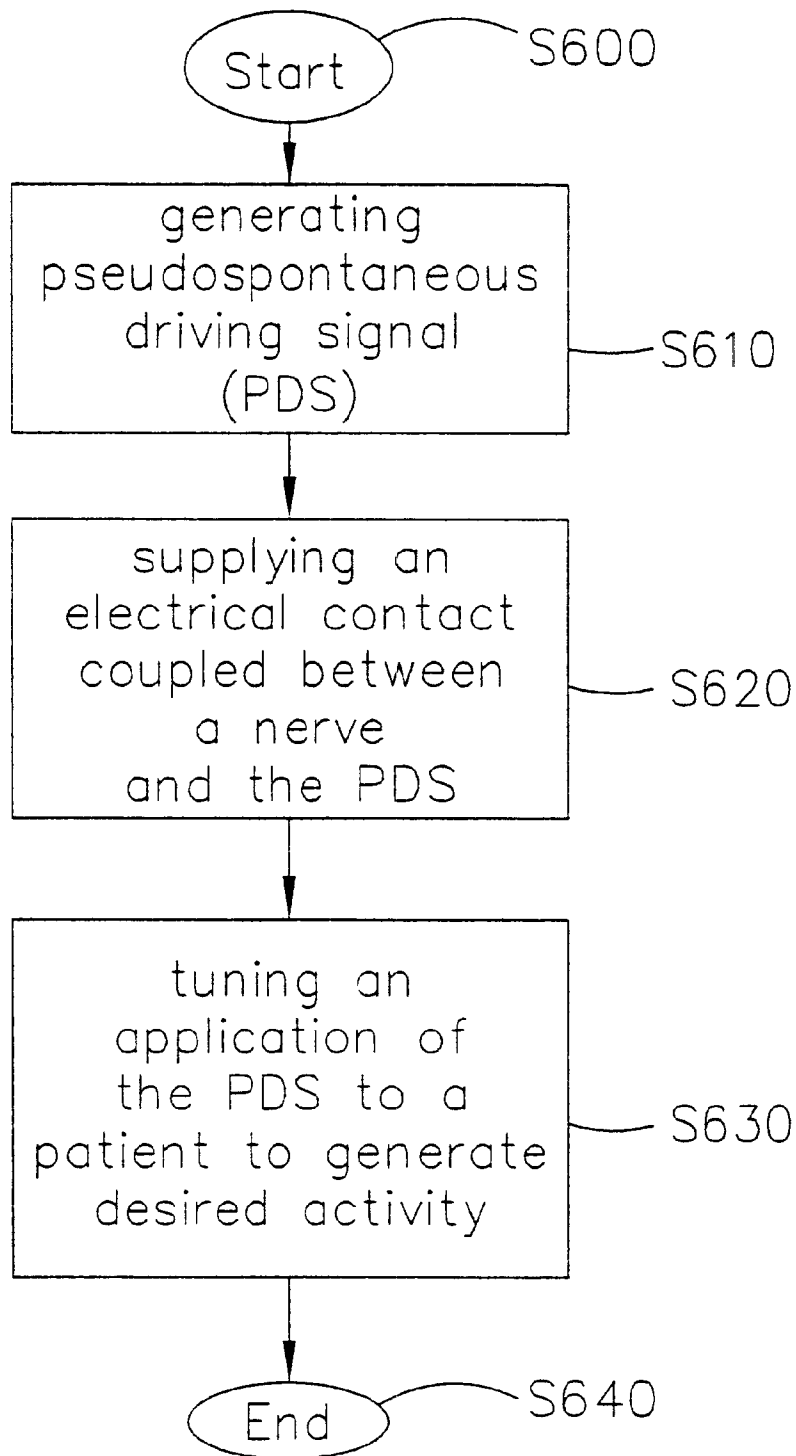 Start
S600
generating
pseudospontaneous
driving signal
(PDS)
S610
supplying an
electrical contact
coupled between
a nerve
and the PDS
S620
tuning an
application of
the PDS to a
patient to generate
desired activity
S630
End
S640